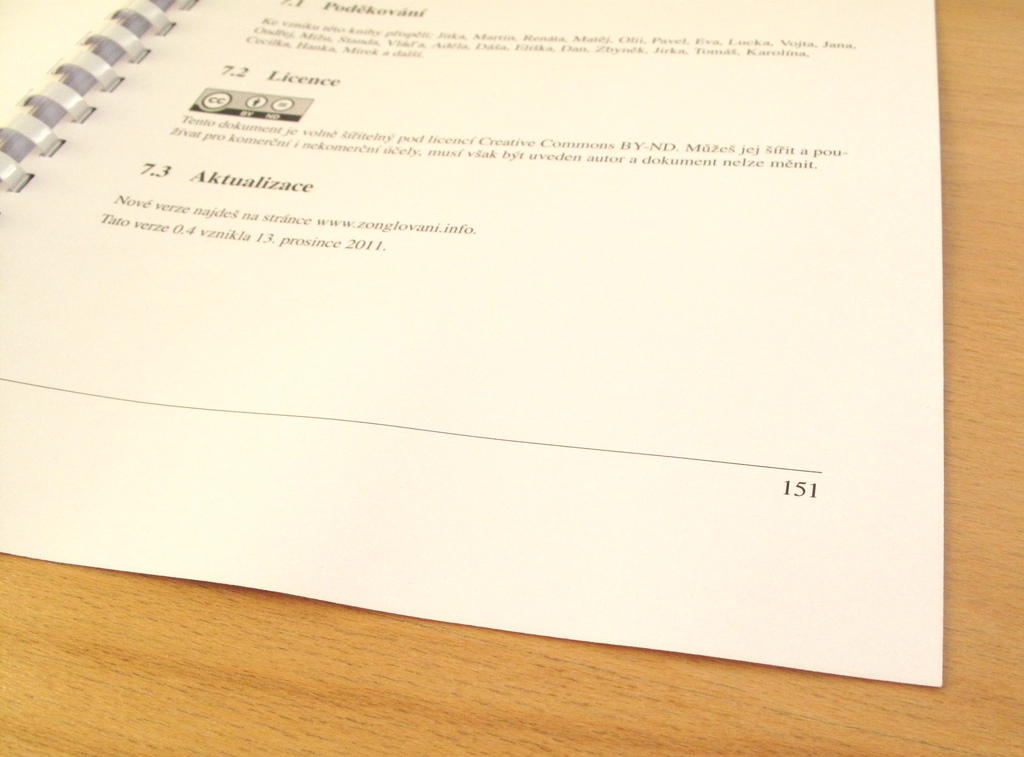 7.1 Poděkování
Ke vzniku této knihy přispěli: Jitka, Martin, Renáta, Matěj, Olii, Pavel, Eva, Lucka, Vojta, Jana,
Ondřej, Míša, Standa, Vláďa, Adéla, Dáša, Eliška, Dan, Zbyněk, Jirka, Tomáš, Karolína,
Cecilka, Hanka, Mirek a další.
7.2 Licence
CC BY ND
Tento dokument je volně šiřitelný pod licencí Creative Commons BY-ND. Můžeš jej šířit a pou-
žívat pro komerční i nekomerční účely, musí však být uveden autor a dokument nelze měnit.
7.3 Aktualizace
Nové verze najdeš na stránce www.zonglovani.info.
Tato verze 0.4 vznikla 13. prosince 2011.
151